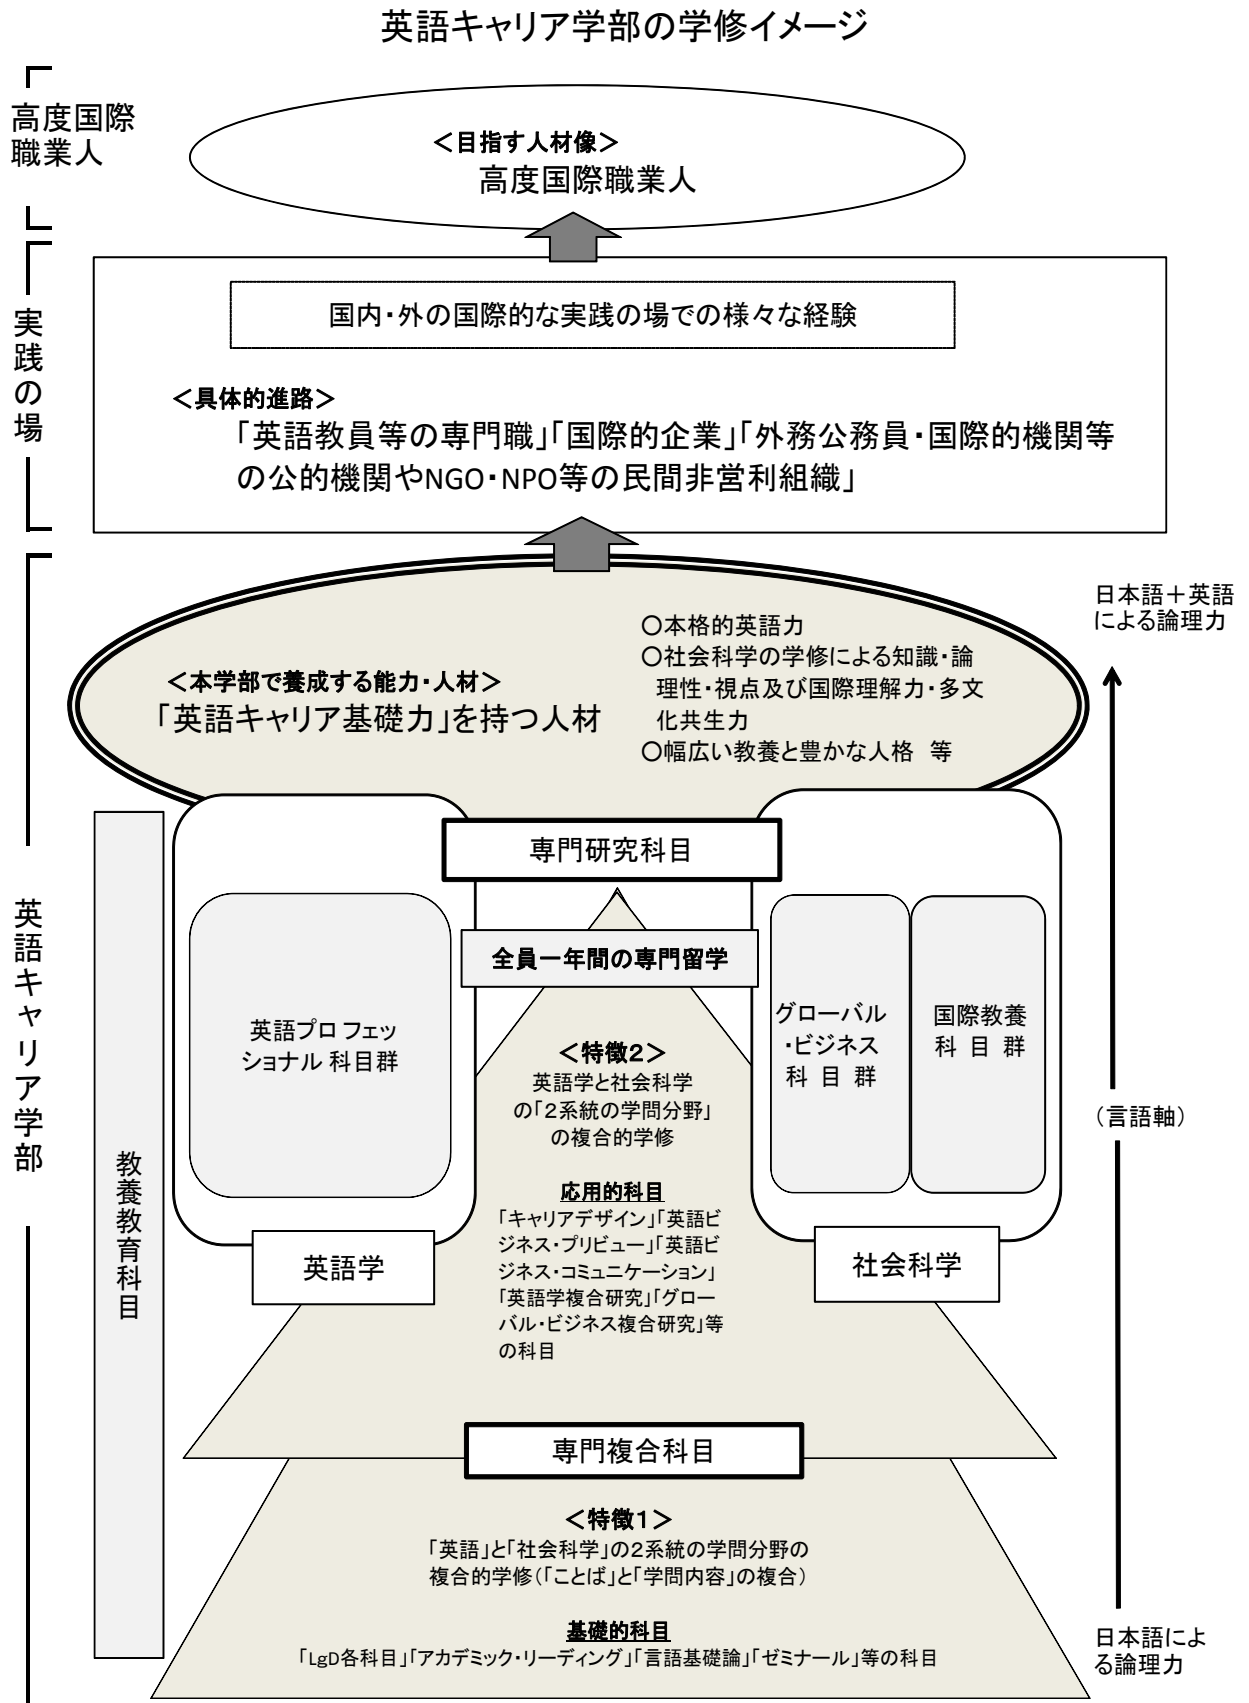 英語キャリア学部の学修イメージ
高度国際
職業人
＜目指す人材像＞
高度国際職業人
実践の場
国内・外の国際的な実践の場での様々な経験
＜具体的進路＞
「英語教員等の専門職」「国際的企業」「外務公務員・国際的機関等
の公的機関やNGO・NPO等の民間非営利組織」
英語キャリア学部
日本語＋英語
による論理力
＜本学部で養成する能力・人材＞
「英語キャリア基礎力」を持つ人材
○本格的英語力
○社会科学の学修による知識・論
理性・視点及び国際理解力・多文
化共生力
○幅広い教養と豊かな人格　等
専門研究科目
全員一年間の専門留学
教養教育科目
英語プロ フェッ
ショナル 科目群
グローバル
・ビジネス
科 目 群
国際教養
科 目 群
＜特徴２＞
英語学と社会科学
の「２系統の学問分野」
の複合的学修
（言語軸）
応用的科目
「キャリアデザイン」「英語ビ
ジネス・プリビュー」「英語ビ
ジネス・コミュニケーション」
「英語学複合研究」「グロー
バル・ビジネス複合研究」等
の科目
英語学
社会科学
専門複合科目
＜特徴１＞
「英語」と「社会科学」の２系統の学問分野の
複合的学修（「ことば」と「学問内容」の複合）
基礎的科目
「LgD各科目」「アカデミック・リーディング」「言語基礎論」「ゼミナール」等の科目
日本語によ
る論理力